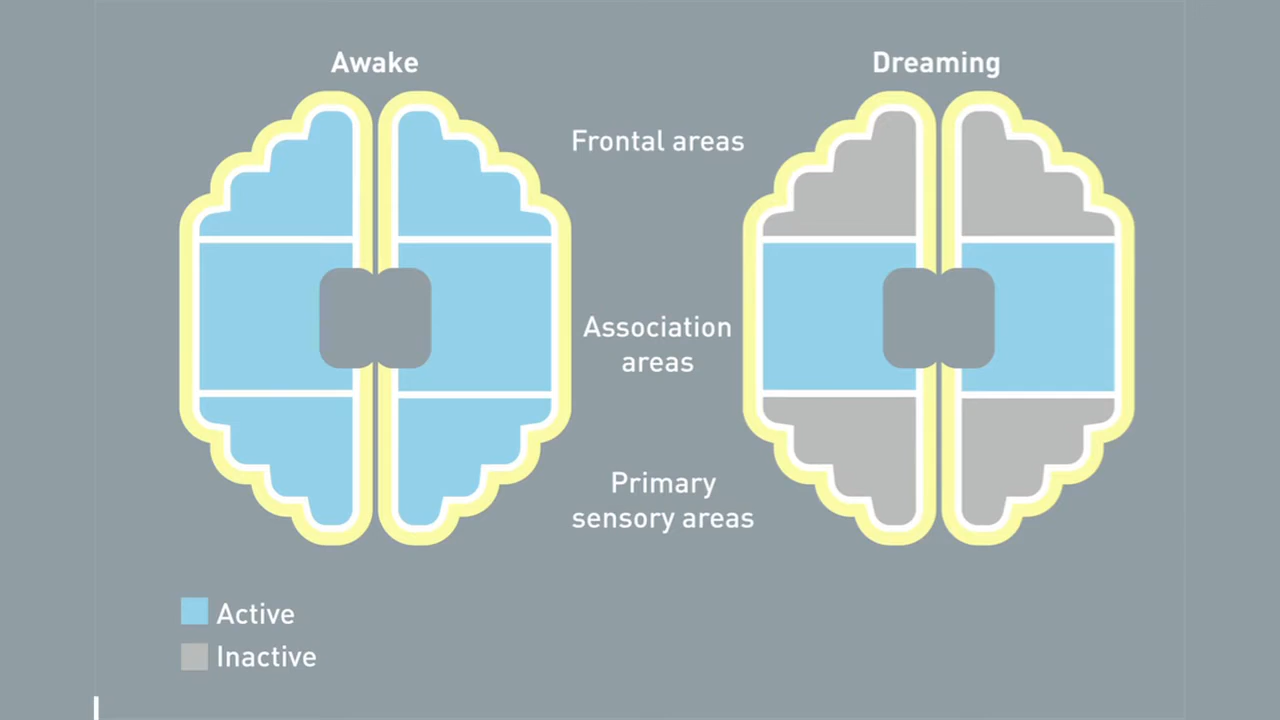 Awake
Dreaming
Frontal areas
Association
areas
Primary
sensory areas
Active
Inactive